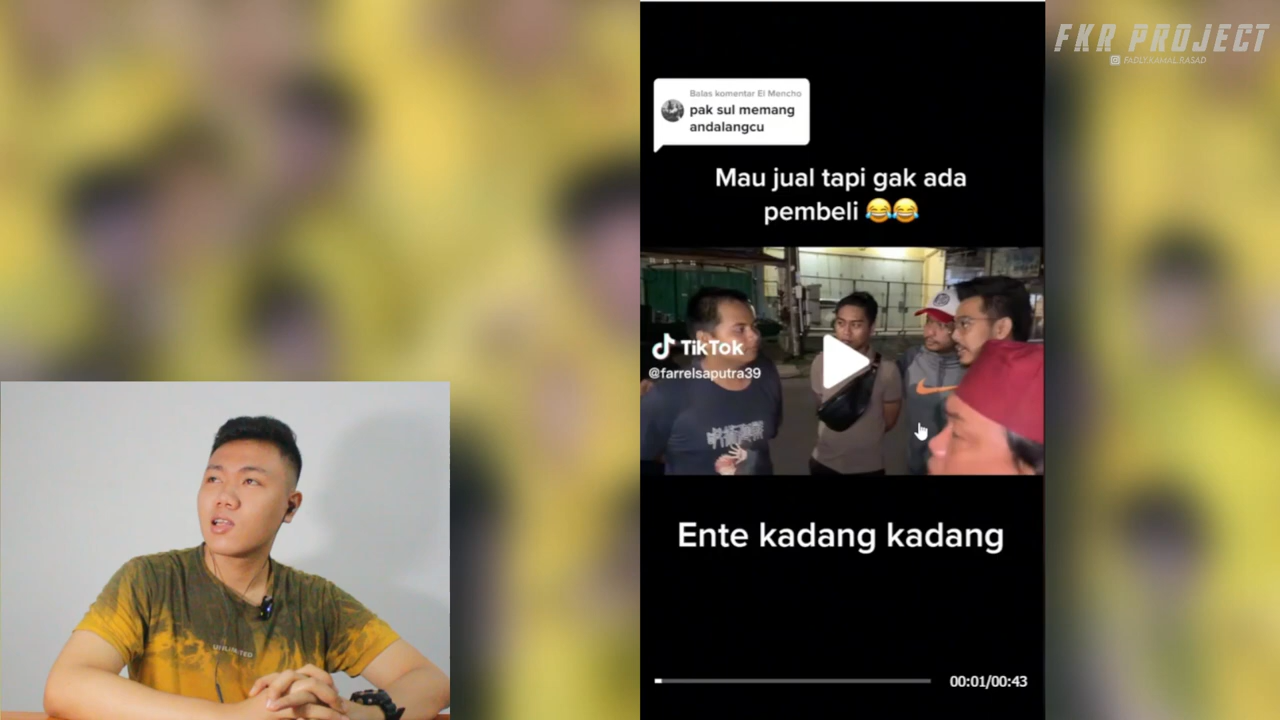 FKR PROJECT
FADLY.KAMAL.RASAD
Balas komentar El Mencho
pak sul memang
andalangcu
Mau jual tapi gak ada
pembeli 😂😂
TikTok
@farrelsaputra39
Ente kadang kadang
00:01/00:43